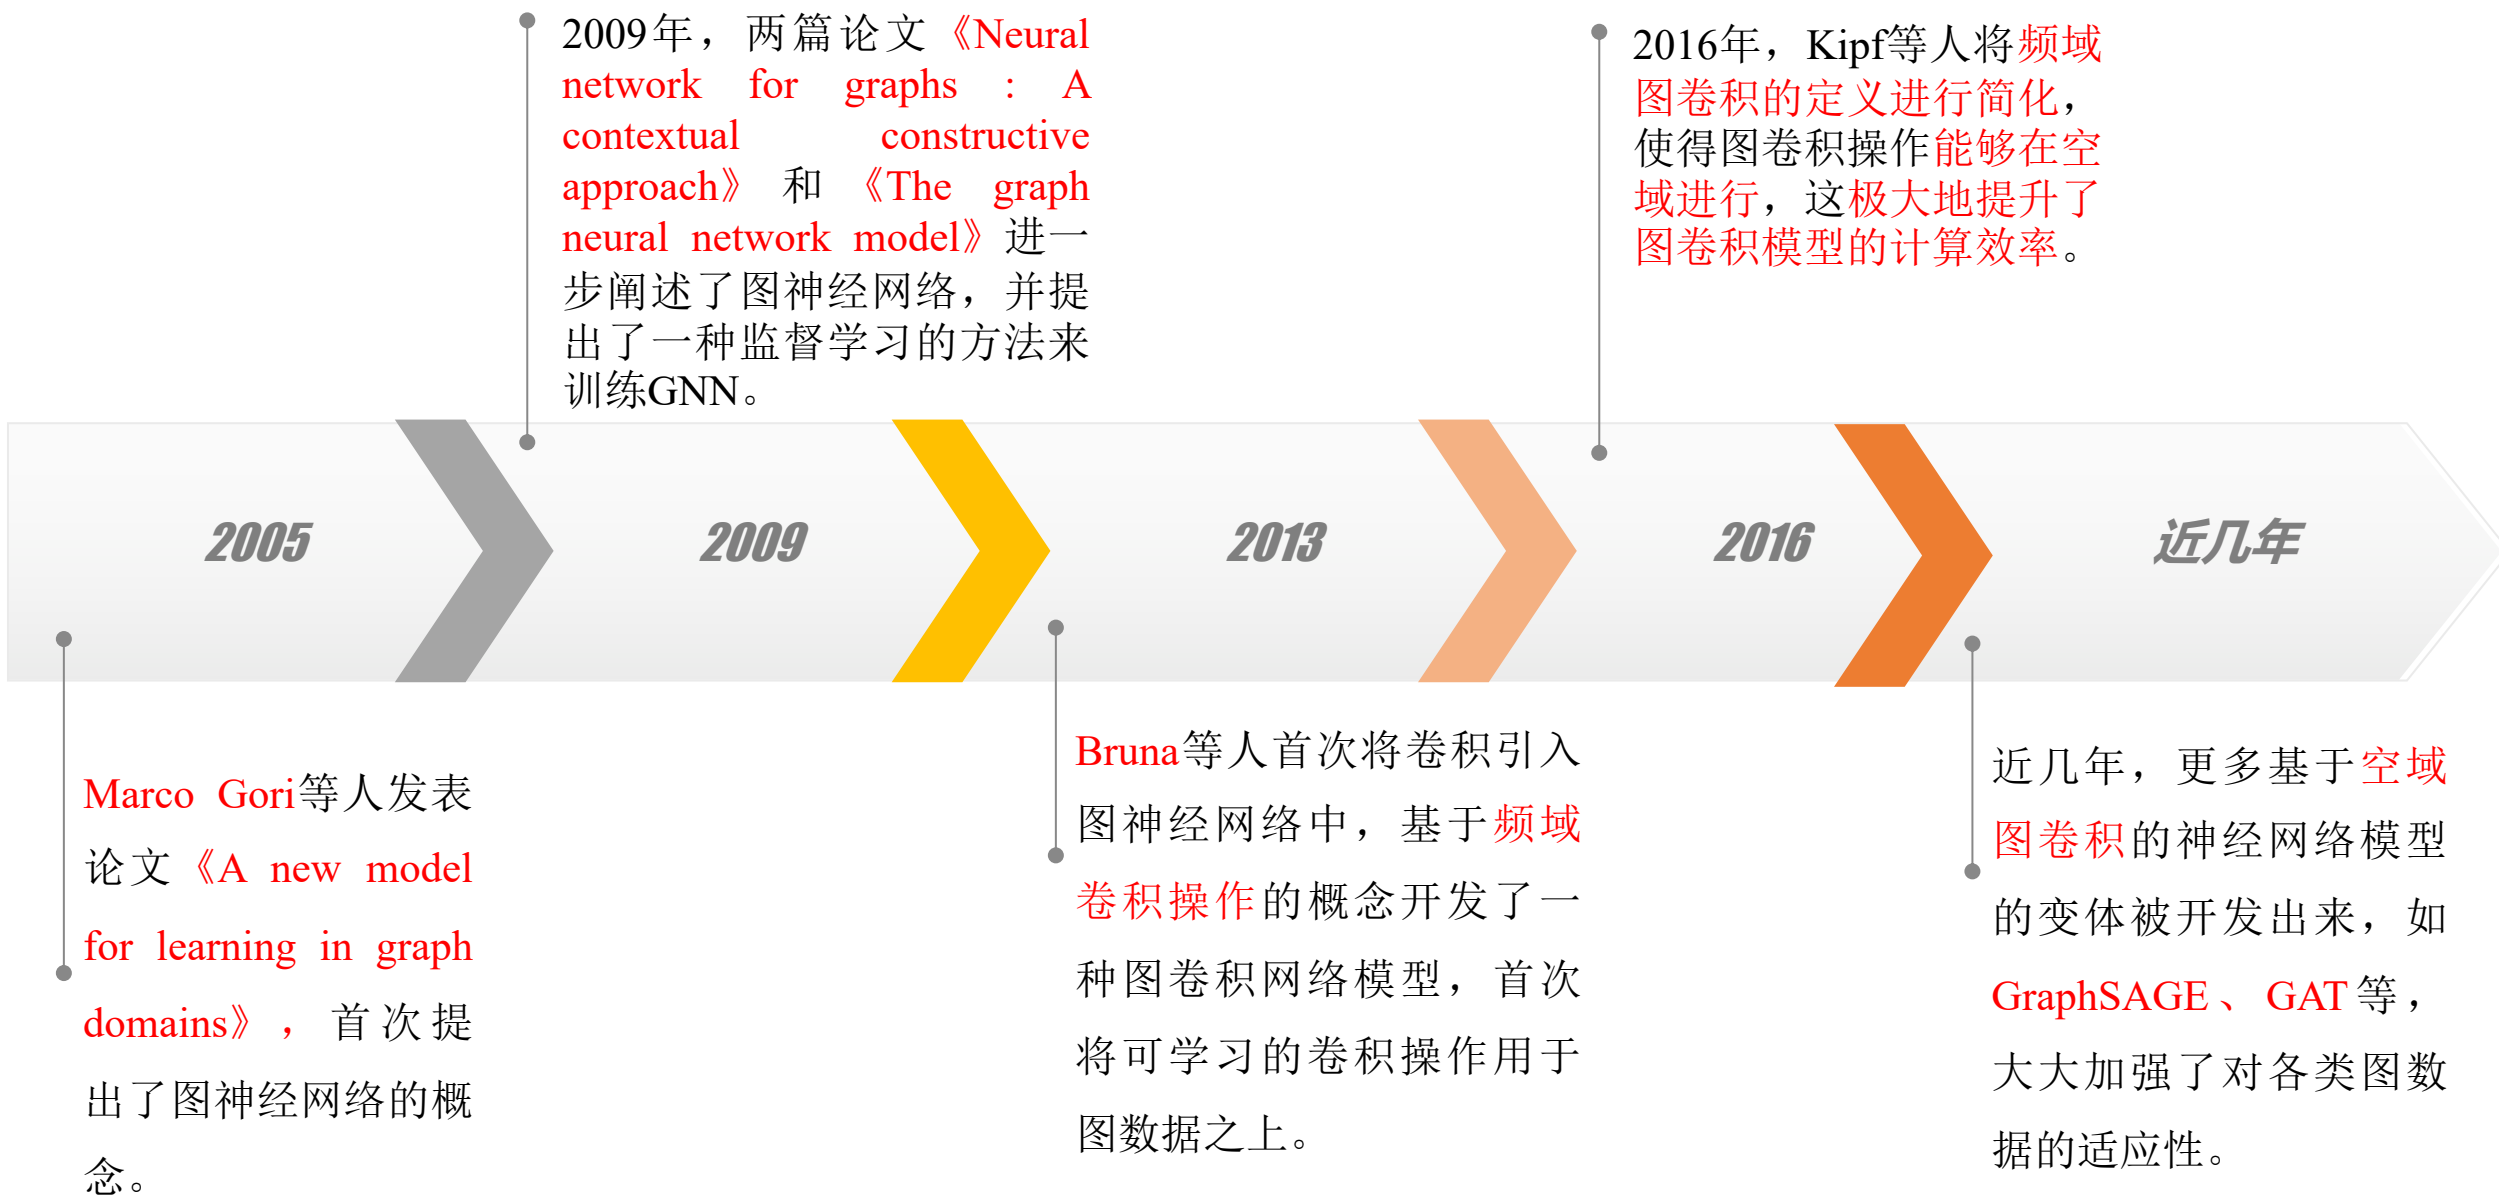 2009年，两篇论文《Neural
network for graphs : A
contextual constructive
approach》 和 《The graph
neural network model》进一
步阐述了图神经网络，并提
出了一种监督学习的方法来
训练GNN。
2016年，Kipf等人将频域
图卷积的定义进行简化，
使得图卷积操作能够在空
域进行，这极大地提升了
图卷积模型的计算效率。
2005
2009
2013
2016
近几年
Marco Gori等人发表
论文《A new model
for learning in graph
domains》，首次提
出了图神经网络的概
念。
Bruna等人首次将卷积引入
图神经网络中，基于频域
卷积操作的概念开发了一
种图卷积网络模型，首次
将可学习的卷积操作用于
图数据之上。
近几年，更多基于空域
图卷积的神经网络模型
的变体被开发出来，如
GraphSAGE、GAT等，
大大加强了对各类图数
据的适应性。